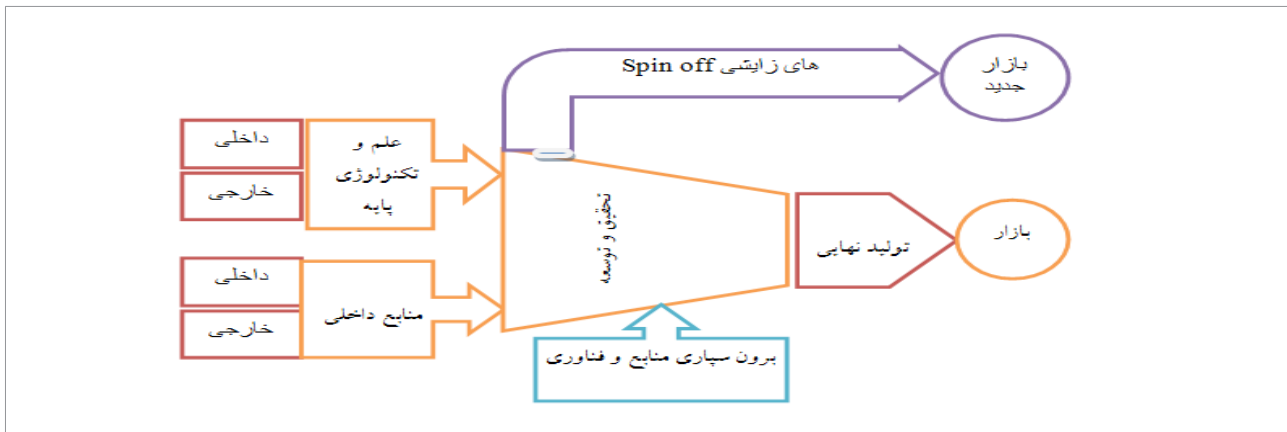 Spin off های زایشی
بازار
جدید
داخلی
خارجی
علم و
تکنولوژی
پایه
تحقیق و توسعه
تولید نهایی
بازار
داخلی
خارجی
منابع داخلی
برون سپاری منابع و فناوری